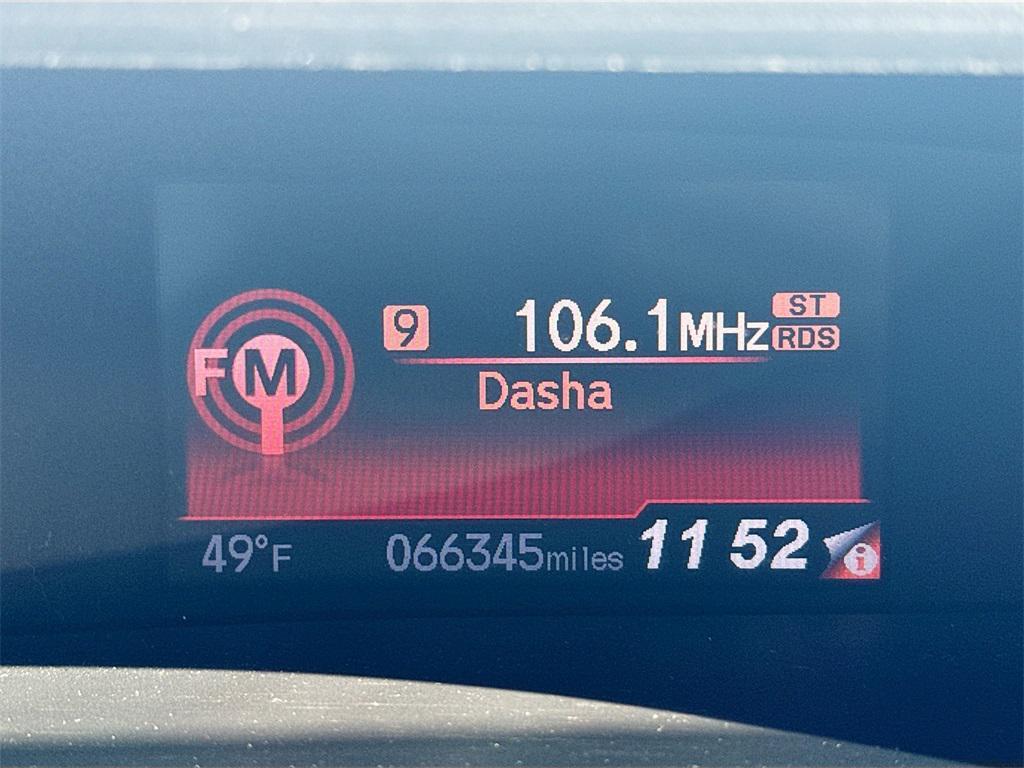 FM 9 106.1MHz ST
RDS
Dasha
49°F 066345miles 11 52 i